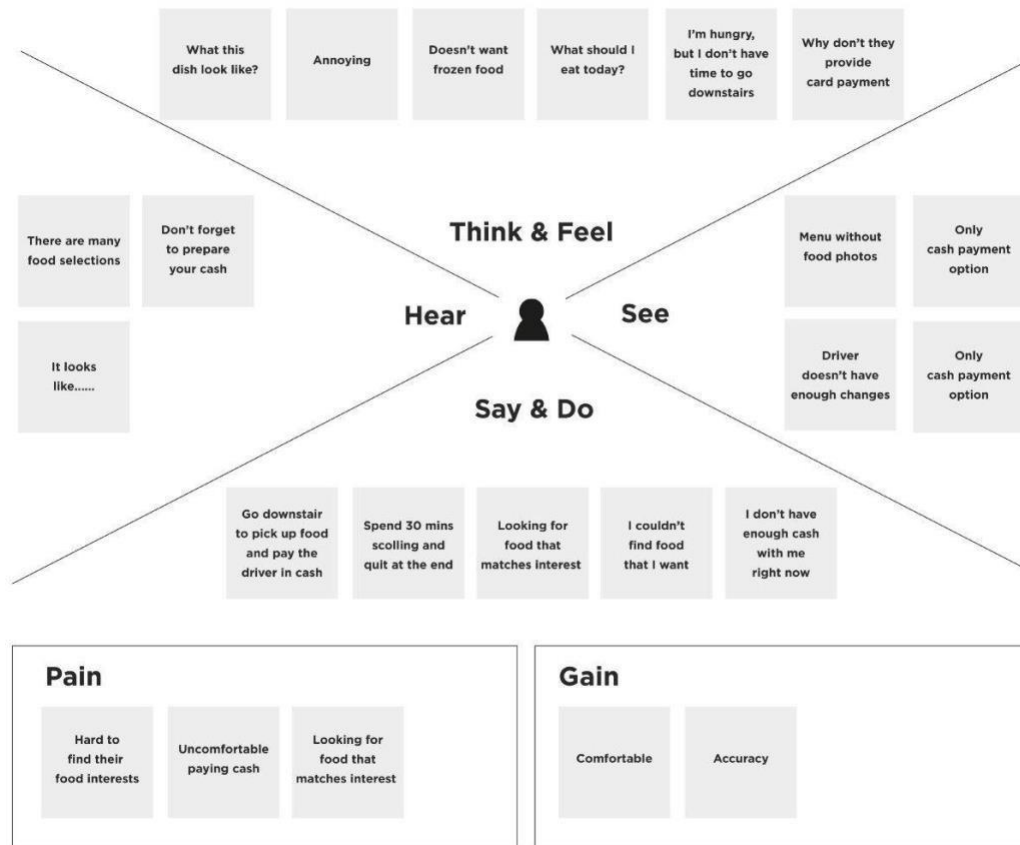 What this
dish look like?
Annoying
Doesn't want
frozen food
What should I
eat today?
I'm hungry,
but I don't have
time to go
downstairs
Why don't they
provide
card payment
Think & Feel
There are many
food selections
Don't forget
to prepare
your cash
It looks
like......
Hear
See
Menu without
food photos
Only
cash payment
option
Driver
doesn't have
enough changes
Only
cash payment
option
Say & Do
Go downstair
to pick up food
and pay the
driver in cash
Spend 30 mins
scolling and
quit at the end
Looking for
food that
matches interest
I couldn't
find food
that I want
I don't have
enough cash
with me
right now
Pain
Hard to
find their
food interests
Uncomfortable
paying cash
Looking for
food that
matches interest
Gain
Comfortable
Accuracy